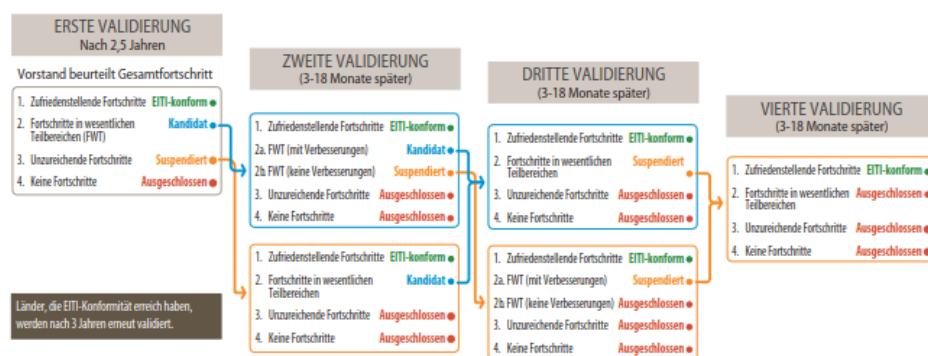 ERSTE VALIDIERUNG
Nach 2,5 Jahren
Vorstand beurteilt Gesamtfortschritt
1. Zufriedenstellende Fortschritte EITI-konform
2. Fortschritte in wesentlichen Kandidat
Teilbereichen (FWT)
3. Unzureichende Fortschritte Suspendiert
4. Keine Fortschritte Ausgeschlossen
Länder, die EITI-Konformität erreich haben,
werden nach 3 Jahren erneut validiert.
ZWEITE VALIDIERUNG
(3-18 Monate später)
1. Zufriedenstellende Fortschritte EITI-konform
2a. FWT (mit Verbesserungen) Kandidat
2b. FWT (keine Verbesserungen) Suspendiert
3. Unzureichende Fortschritte Ausgeschlossen
4. Keine Fortschritte Ausgeschlossen
1. Zufriedenstellende Fortschritte EITI-konform
2. Fortschritte in wesentlichen Kandidat
Teilbereichen
3. Unzureichende Fortschritte Ausgeschlossen
4. Keine Fortschritte Ausgeschlossen
DRITTE VALIDIERUNG
(3-18 Monate später)
1. Zufriedenstellende Fortschritte EITI-konform
2. Fortschritte in wesentlichen Suspendiert
Teilbereichen
3. Unzureichende Fortschritte Ausgeschlossen
4. Keine Fortschritte Ausgeschlossen
1. Zufriedenstellende Fortschritte EITI-konform
2a. FWT (mit Verbesserungen) Suspendiert
2b. FWT (keine Verbesserungen) Ausgeschlossen
3. Unzureichende Fortschritte Ausgeschlossen
4. Keine Fortschritte Ausgeschlossen
VIERTE VALIDIERUNG
(3-18 Monate später)
1. Zufriedenstellende Fortschritte EITI-konform
2. Fortschritte in wesentlichen Ausgeschlossen
Teilbereichen
3. Unzureichende Fortschritte Ausgeschlossen
4. Keine Fortschritte Ausgeschlossen